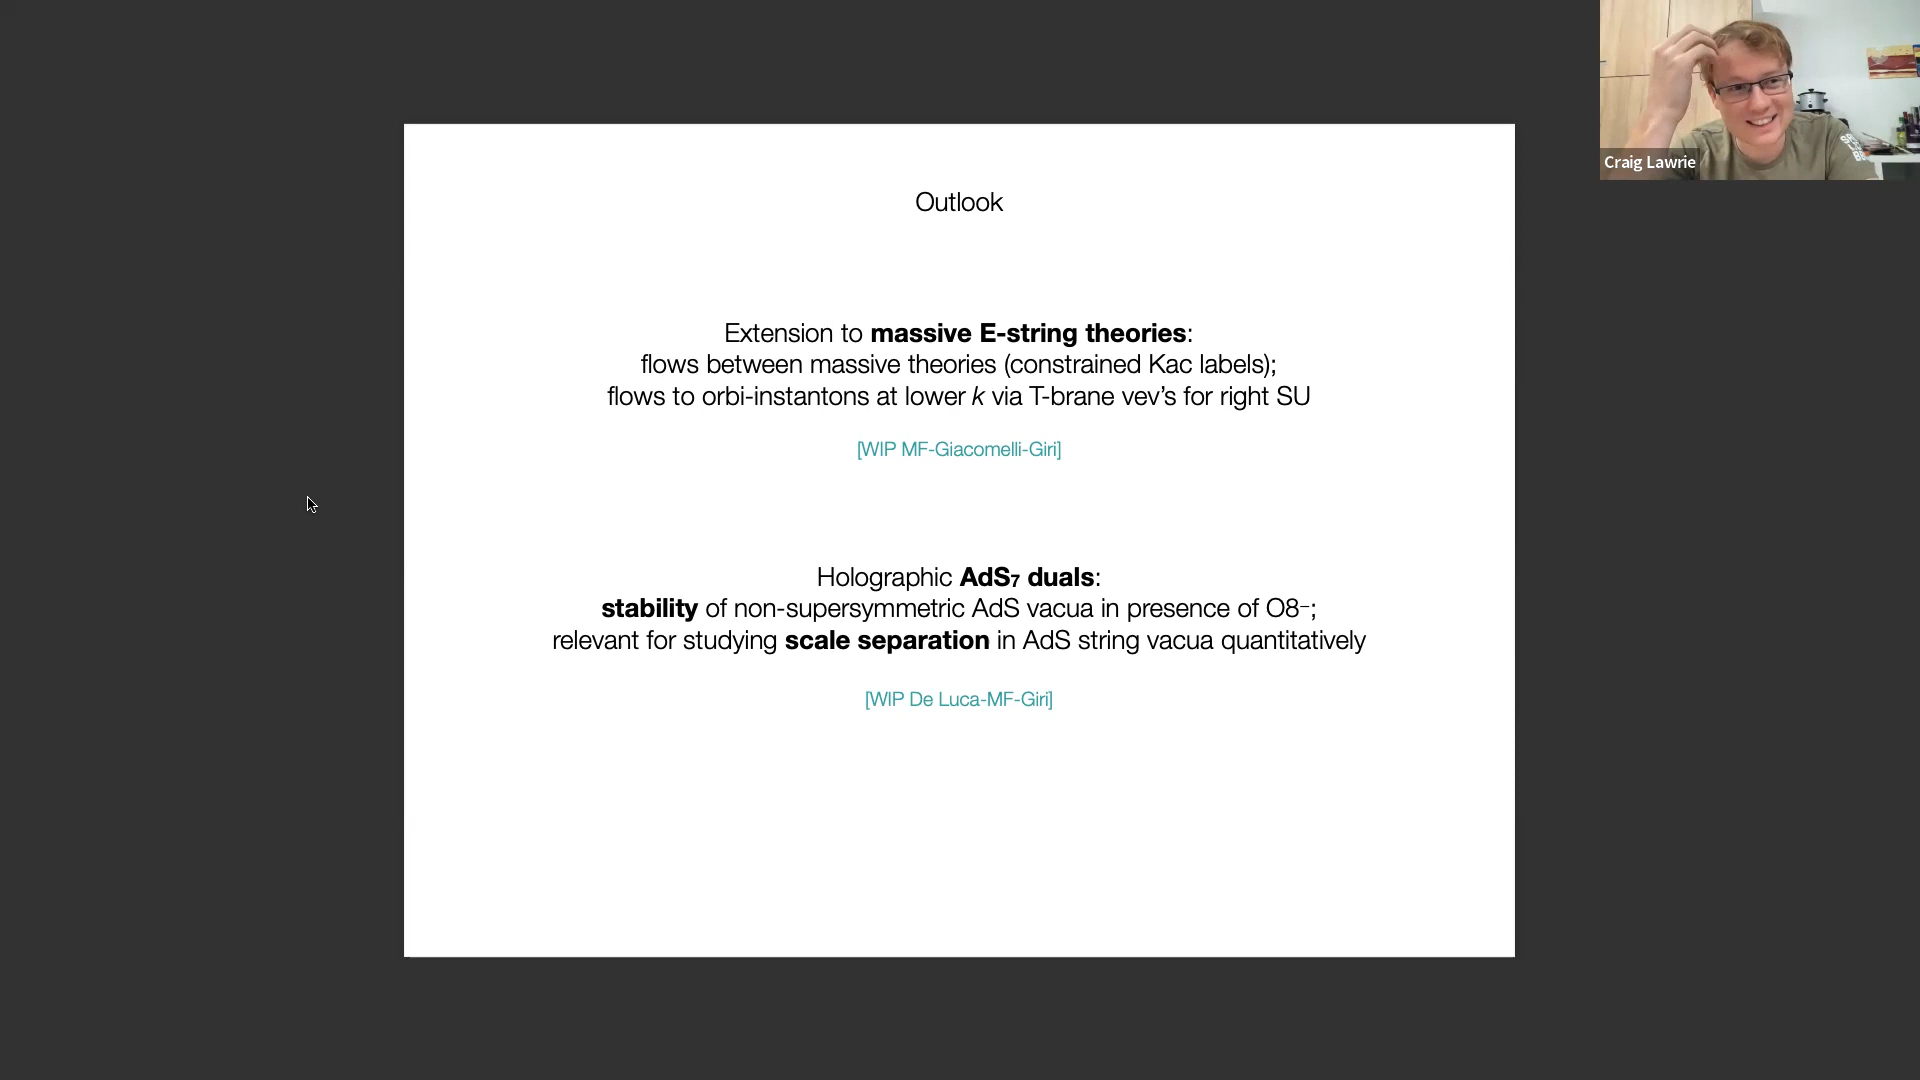 Craig Lawrie
Outlook
Extension to massive E-string theories:
flows between massive theories (constrained Kac labels);
flows to orbi-instantons at lower k via T-brane vev's for right SU
[WIP MF-Giacomelli-Giri]
Holographic AdS₇ duals:
stability of non-supersymmetric AdS vacua in presence of O8⁻;
relevant for studying scale separation in AdS string vacua quantitatively
[WIP De Luca-MF-Giri]